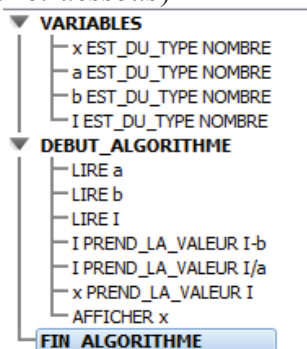 VARIABLES
x EST_DU_TYPE NOMBRE
a EST_DU_TYPE NOMBRE
b EST_DU_TYPE NOMBRE
I EST_DU_TYPE NOMBRE
DEBUT_ALGORITHME
LIRE a
LIRE b
LIRE I
I PREND_LA_VALEUR I-b
I PREND_LA_VALEUR I/a
x PREND_LA_VALEUR I
AFFICHER x
FIN_ALGORITHME